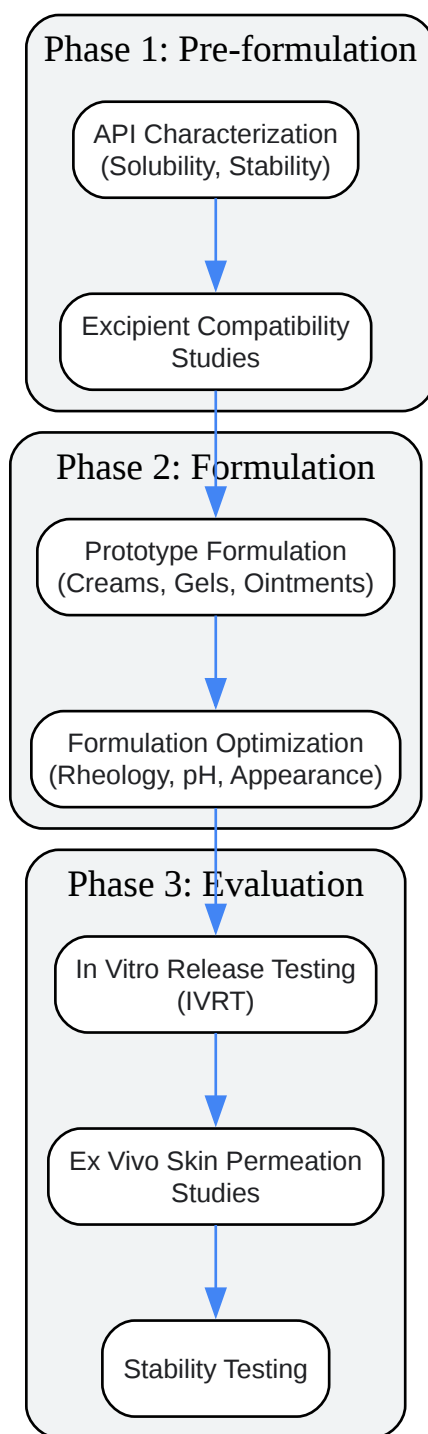 Phase 1: Pre-formulation
API Characterization
(Solubility, Stability)
Excipient Compatibility
Studies
Phase 2: Formulation
Prototype Formulation
(Creams, Gels, Ointments)
Formulation Optimization
(Rheology, pH, Appearance)
Phase 3: Evaluation
In Vitro Release Testing
(IVRT)
Ex Vivo Skin Permeation
Studies
Stability Testing